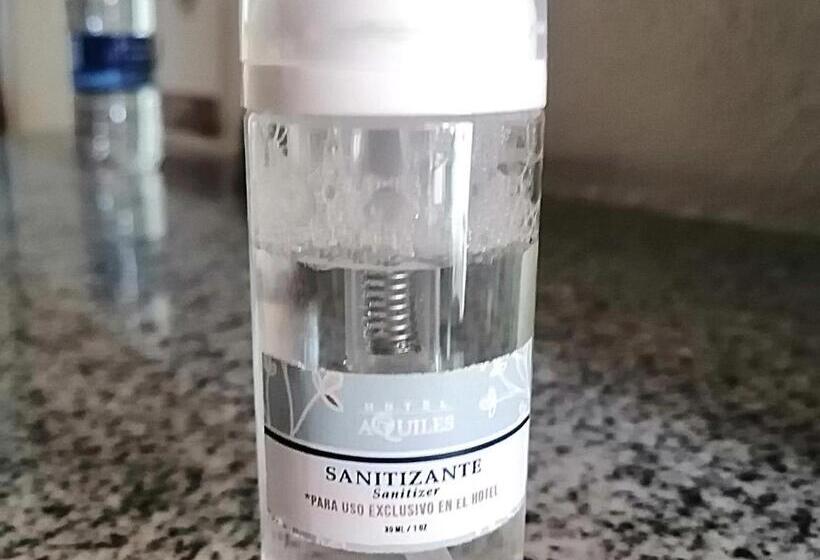 HOTEL
AQUILES
SANITIZANTE
Sanitizer
*PARA USO EXCLUSIVO EN EL HOTEL
30 ML / 1 OZ